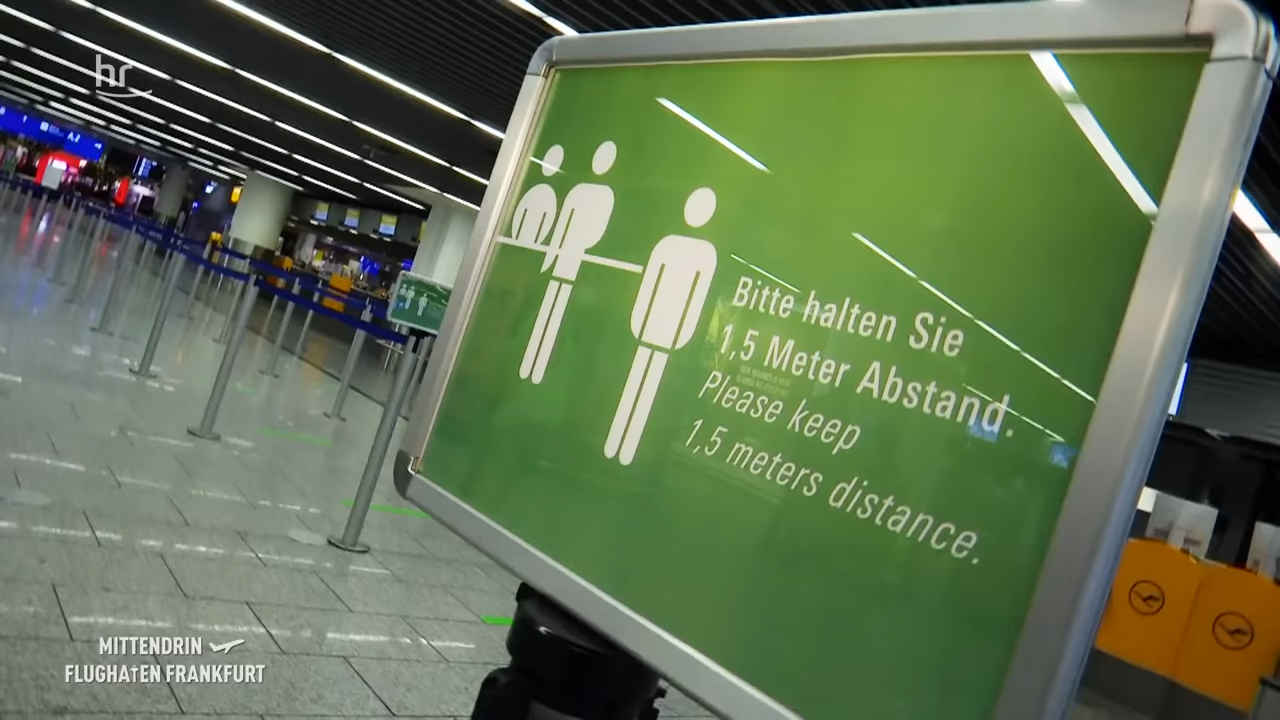 hr
Bitte halten Sie
1,5 Meter Abstand.
Please keep
1,5 meters distance.
MITTENDRIN
FLUGHAFEN FRANKFURT